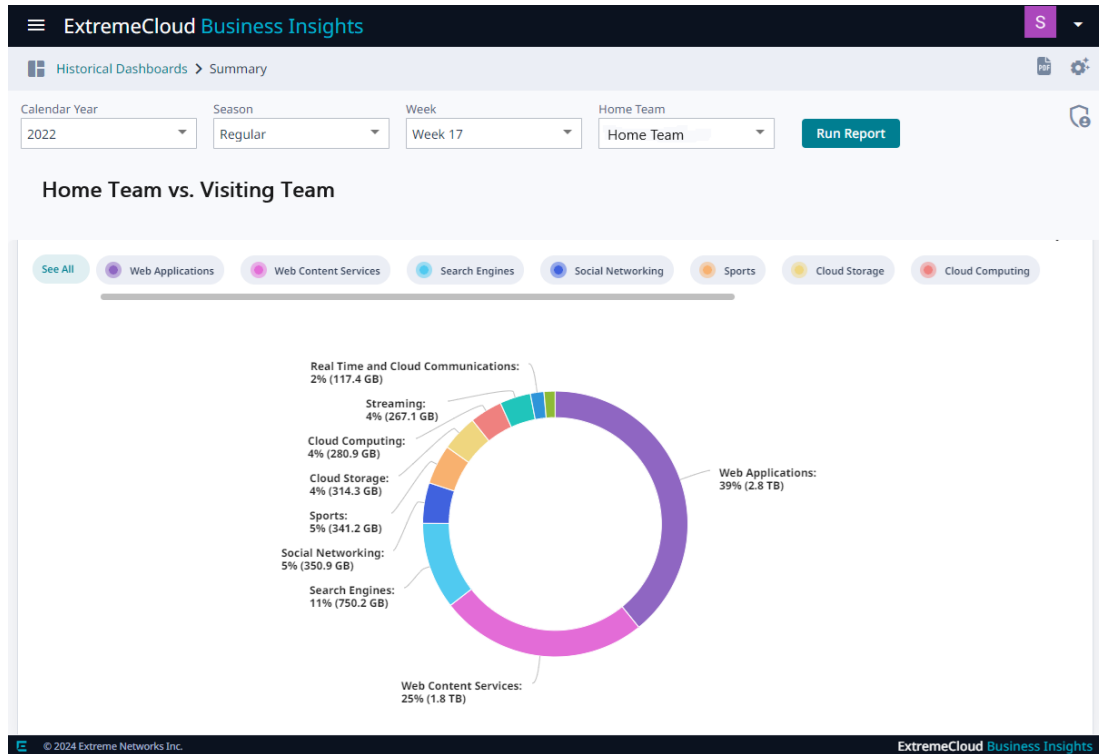 ExtremeCloud Business Insights
S
Historical Dashboards > Summary
PDF
Calendar Year
Season
Week
Home Team
2022
Regular
Week 17
Home Team
Run Report
Home Team vs. Visiting Team
See All
Web Applications
Web Content Services
Search Engines
Social Networking
Sports
Cloud Storage
Cloud Computing
Real Time and Cloud Communications:
2% (117.4 GB)
Streaming:
4% (267.1 GB)
Cloud Computing:
4% (280.9 GB)
Cloud Storage:
4% (314.3 GB)
Sports:
5% (341.2 GB)
Social Networking:
5% (350.9 GB)
Search Engines:
11% (750.2 GB)
Web Applications:
39% (2.8 TB)
Web Content Services:
25% (1.8 TB)
© 2024 Extreme Networks Inc.
ExtremeCloud Business Insights